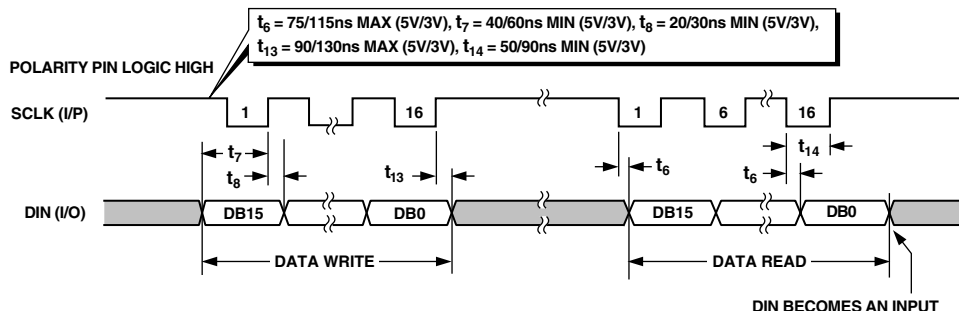 t6 = 75/115ns MAX (5V/3V), t7 = 40/60ns MIN (5V/3V), t8 = 20/30ns MIN (5V/3V),
t13 = 90/130ns MAX (5V/3V), t14 = 50/90ns MIN (5V/3V)
POLARITY PIN LOGIC HIGH
SCLK (I/P)
1
16
1
6
16
t7
t8
t13
t6
t6
t14
DIN (I/O)
DB15
DB0
DB15
DB0
DATA WRITE
DATA READ
DIN BECOMES AN INPUT